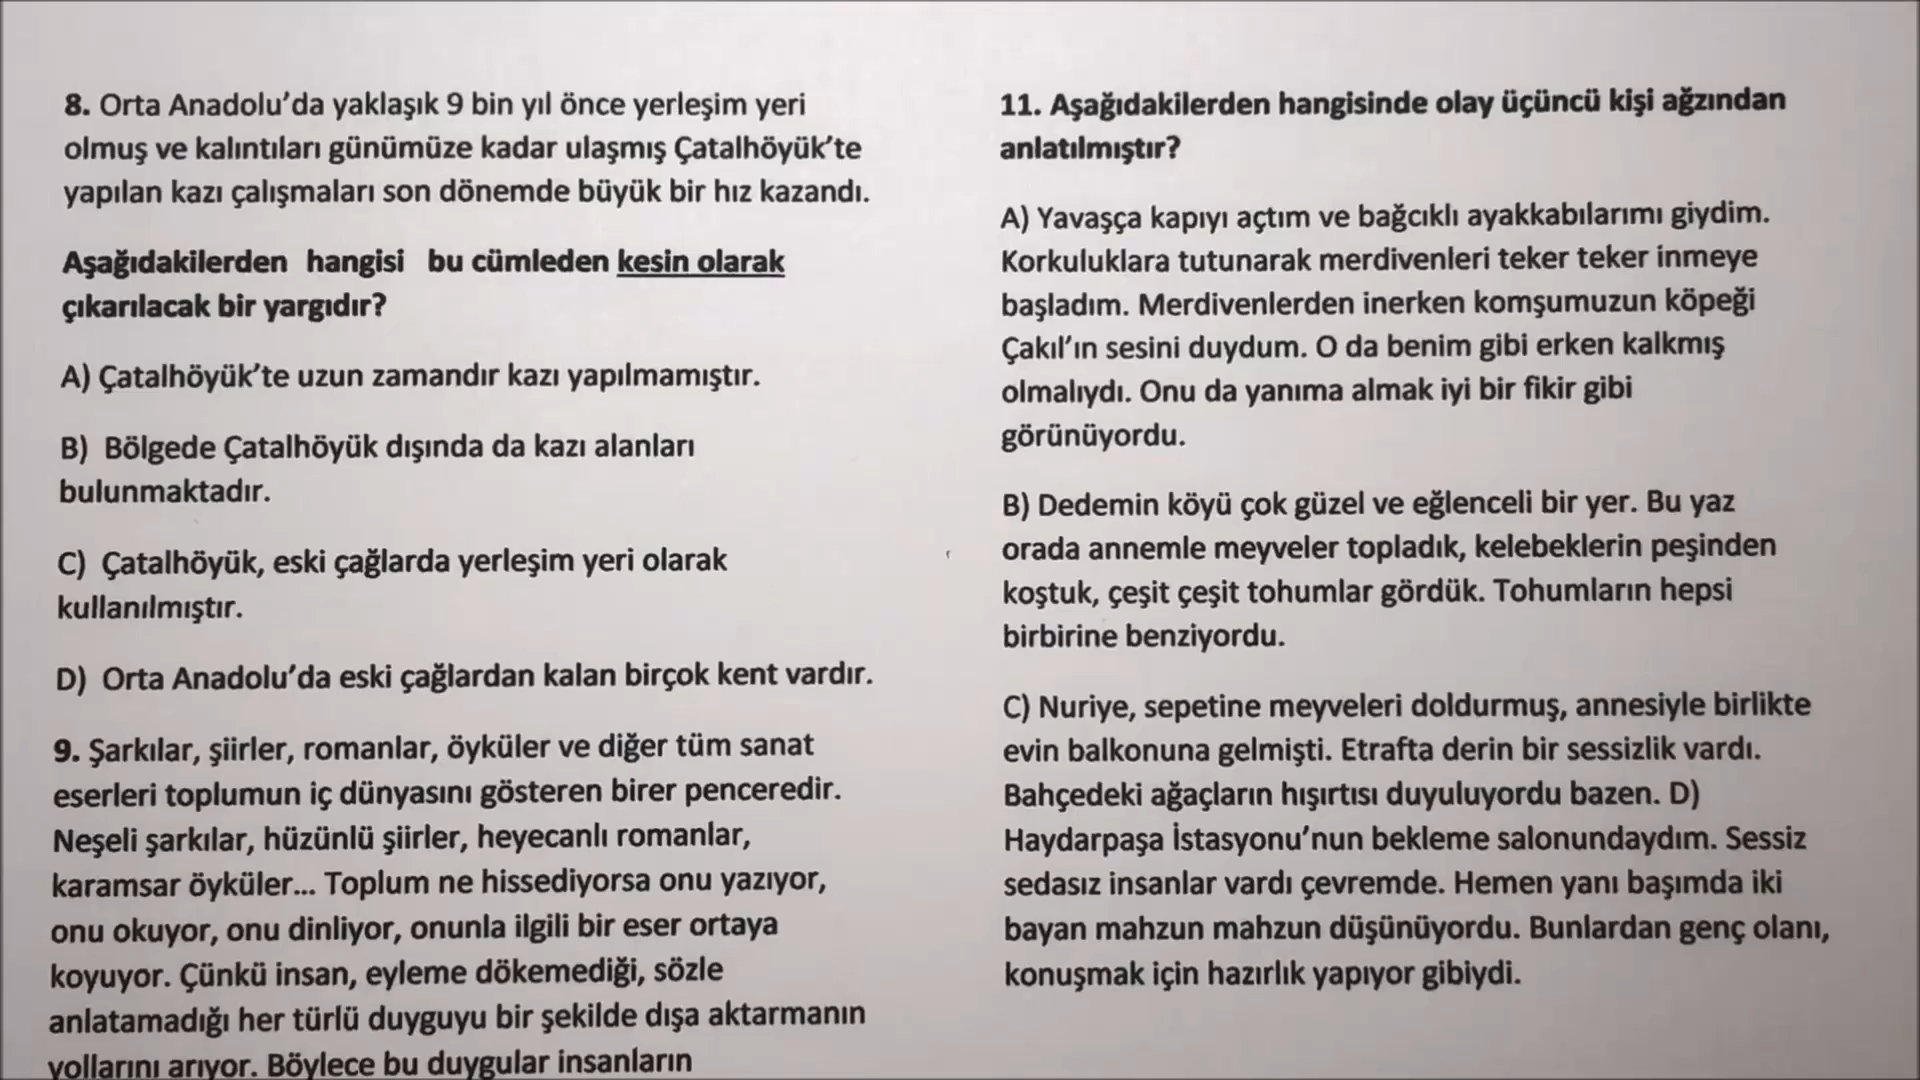 8. Orta Anadolu’da yaklaşık 9 bin yıl önce yerleşim yeri
olmuş ve kalıntıları günümüze kadar ulaşmış Çatalhöyük’te
yapılan kazı çalışmaları son dönemde büyük bir hız kazandı.
Aşağıdakilerden hangisi bu cümleden kesin olarak
çıkarılacak bir yargıdır?
A) Çatalhöyük’te uzun zamandır kazı yapılmamıştır.
B) Bölgede Çatalhöyük dışında da kazı alanları
bulunmaktadır.
C) Çatalhöyük, eski çağlarda yerleşim yeri olarak
kullanılmıştır.
D) Orta Anadolu’da eski çağlardan kalan birçok kent vardır.
9. Şarkılar, şiirler, romanlar, öyküler ve diğer tüm sanat
eserleri toplumun iç dünyasını gösteren birer penceredir.
Neşeli şarkılar, hüzünlü şiirler, heyecanlı romanlar,
karamsar öyküler... Toplum ne hissediyorsa onu yazıyor,
onu okuyor, onu dinliyor, onunla ilgili bir eser ortaya
koyuyor. Çünkü insan, eyleme dökemediği, sözle
anlatamadığı her türlü duyguyu bir şekilde dışa aktarmanın
yollarını arıyor. Böylece bu duygular insanların
11. Aşağıdakilerden hangisinde olay üçüncü kişi ağzından
anlatılmıştır?
A) Yavaşça kapıyı açtım ve bağcıklı ayakkabılarımı giydim.
Korkuluklara tutunarak merdivenleri teker teker inmeye
başladım. Merdivenlerden inerken komşumuzun köpeği
Çakıl’ın sesini duydum. O da benim gibi erken kalkmış
olmalıydı. Onu da yanıma almak iyi bir fikir gibi
görünüyordu.
B) Dedemin köyü çok güzel ve eğlenceli bir yer. Bu yaz
orada annemle meyveler topladık, kelebeklerin peşinden
koştuk, çeşit çeşit tohumlar gördük. Tohumların hepsi
birbirine benziyordu.
C) Nuriye, sepetine meyveleri doldurmuş, annesiyle birlikte
evin balkonuna gelmişti. Etrafta derin bir sessizlik vardı.
Bahçedeki ağaçların hışırtısı duyuluyordu bazen. D)
Haydarpaşa İstasyonu’nun bekleme salonundaydım. Sessiz
sedasız insanlar vardı çevremde. Hemen yanı başımda iki
bayan mahzun mahzun düşünüyordu. Bunlardan genç olanı,
konuşmak için hazırlık yapıyor gibiydi.